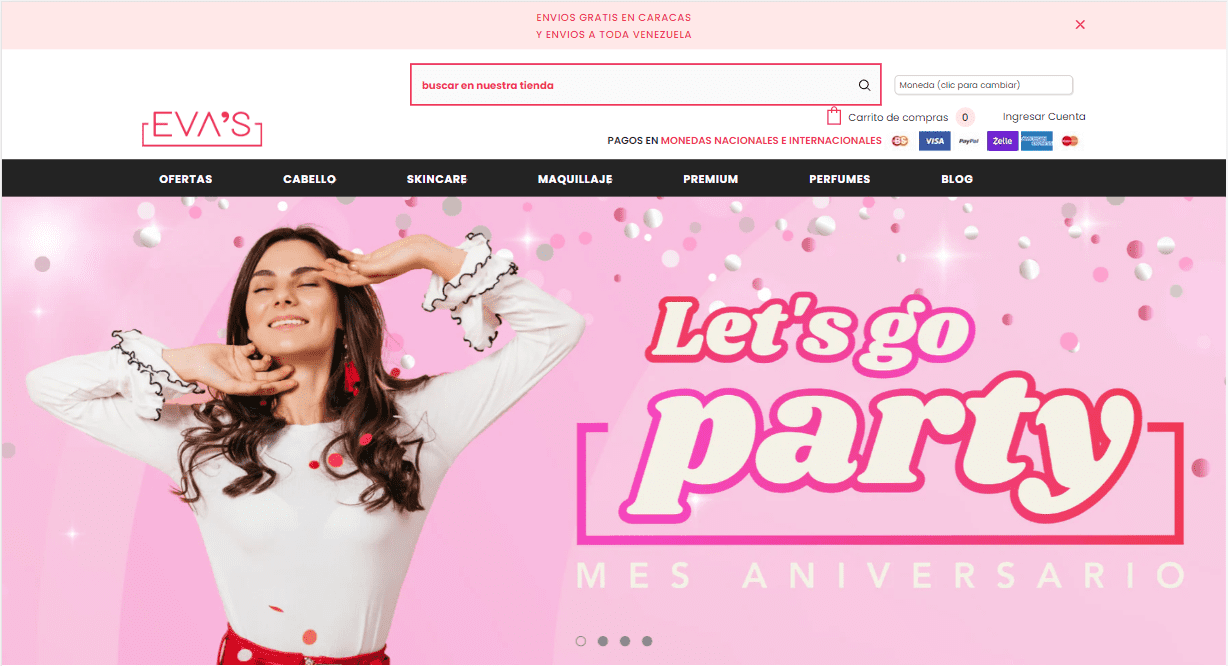 ENVIOS GRATIS EN CARACAS
Y ENVIOS A TODA VENEZUELA
buscar en nuestra tienda
Moneda (clic para cambiar)
EVA'S
Carrito de compras 0 Ingresar Cuenta
PAGOS EN MONEDAS NACIONALES E INTERNACIONALES VISA PayPal Zelle AMERICAN EXPRESS
OFERTAS CABELLO SKINCARE MAQUILLAJE PREMIUM PERFUMES BLOG
Let's go
party
MES ANIVERSARIO